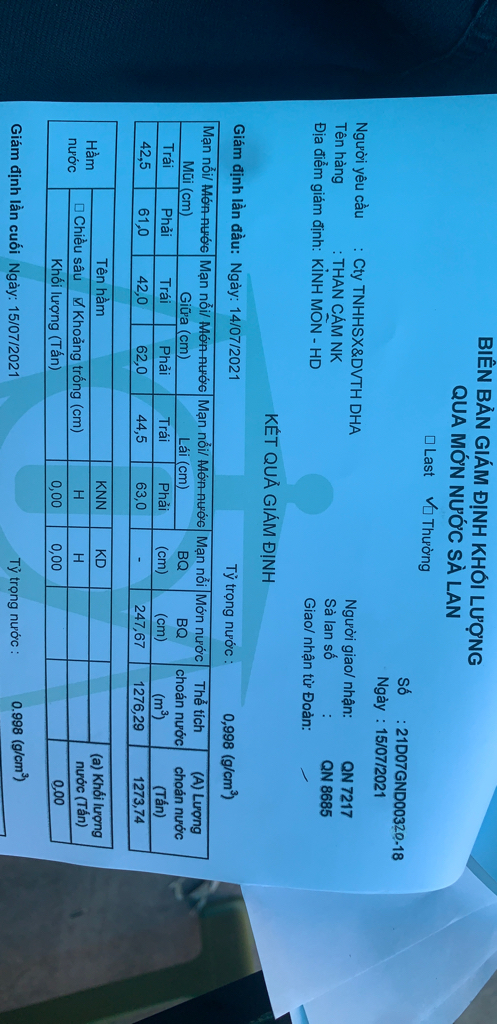 BIÊN BẢN GIÁM ĐỊNH KHỐI LƯỢNG
QUA MỚN NƯỚC SÀ LAN
☐ Last ☑ Thường
Số : 21D07GND00320-18
Ngày : 15/07/2021
Người yêu cầu : Cty TNHHSX&DVTH DHA
Người giao/ nhận: QN 7217
Tên hàng : THAN CÁM NK
Sà lan số : QN 8685
Địa điểm giám định: KINH MÔN - HD
Giao/ nhận từ Đoàn: /
KẾT QUẢ GIÁM ĐỊNH
Giám định lần đầu: Ngày: 14/07/2021 Tỷ trọng nước : 0,998 (g/cm³)
Mạn nổi/ Mớn nước Mạn nổi/ Mớn nước Mạn nổi/ Mớn nước Mạn nổi Mớn nước Thể tích (A) Lượng
Mũi (cm) Giữa (cm) Lái (cm) BQ BQ choán nước choán nước
Trái Phải Trái Phải Trái Phải (cm) (cm) (m³) (Tấn)
42,5 61,0 42,0 62,0 44,5 63,0 - 247,67 1276,29 1273,74
Hầm nước Tên hầm KNN KĐ (a) Khối lượng nước (Tấn)
☐ Chiều sâu ☑ Khoảng trống (cm) H H
Khối lượng (Tấn) 0,00 0,00 0,00
Giám định lần cuối Ngày: 15/07/2021 Tỷ trọng nước : 0.998 (g/cm³)